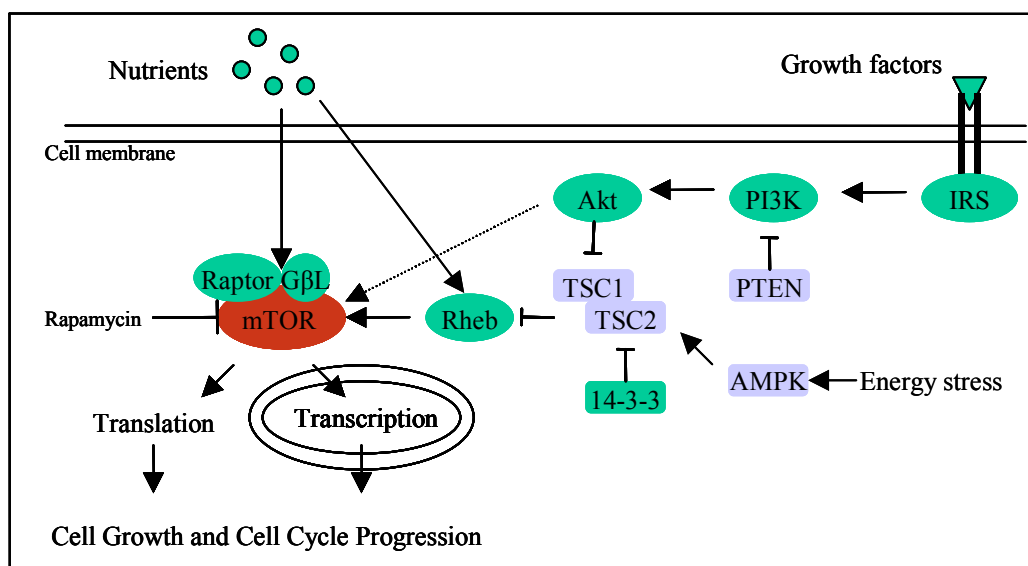 Nutrients
Growth factors
Cell membrane
Akt
PI3K
IRS
Raptor GβL
TSC1
PTEN
Rapamycin
mTOR
Rheb
TSC2
AMPK
Energy stress
14-3-3
Translation
Transcription
Cell Growth and Cell Cycle Progression